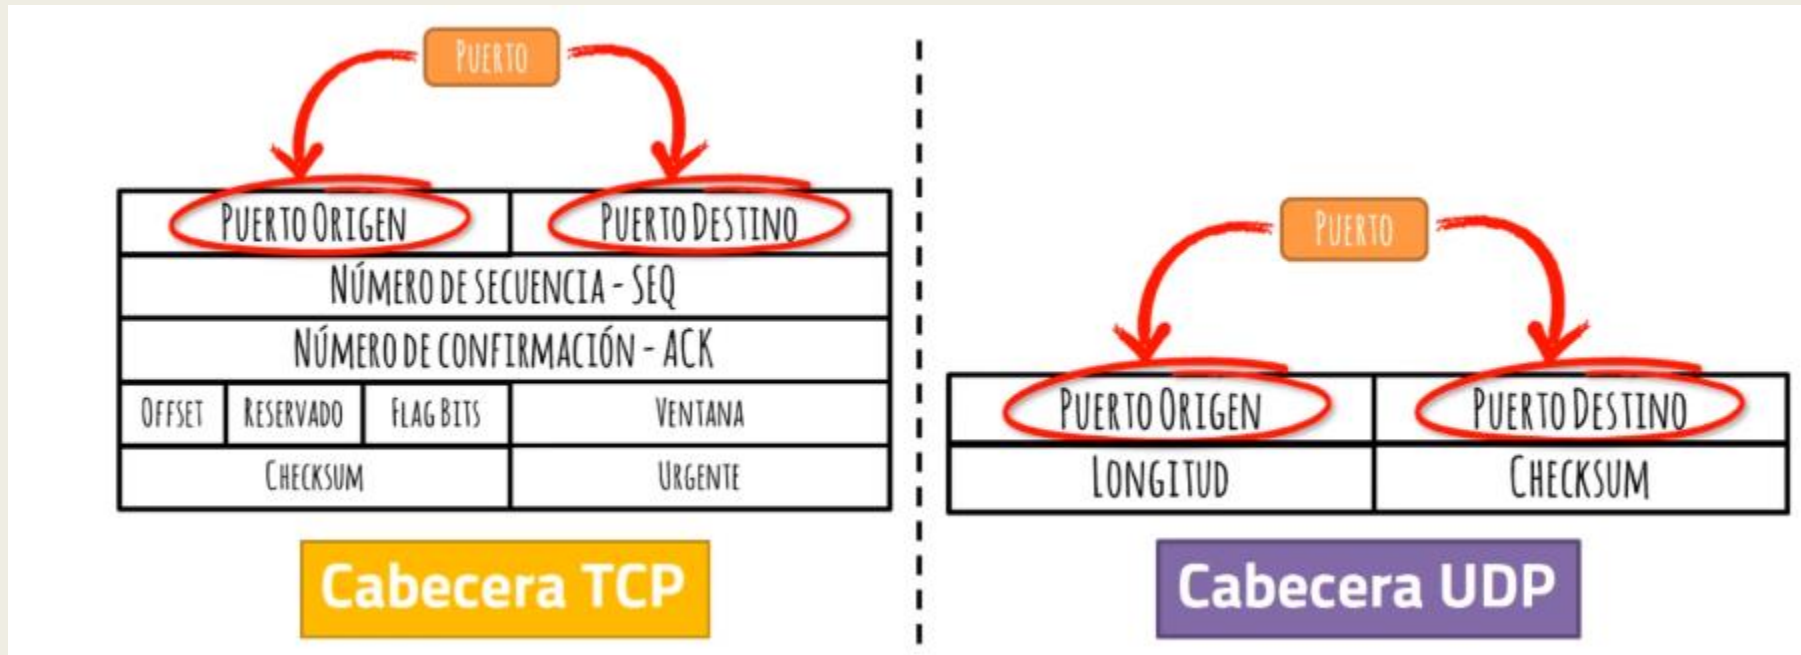 PUERTO
PUERTO ORIGEN PUERTO DESTINO
NÚMERO DE SECUENCIA - SEQ
NÚMERO DE CONFIRMACIÓN - ACK
OFFSET RESERVADO FLAG BITS VENTANA
CHECKSUM URGENTE
Cabecera TCP
PUERTO
PUERTO ORIGEN PUERTO DESTINO
LONGITUD CHECKSUM
Cabecera UDP